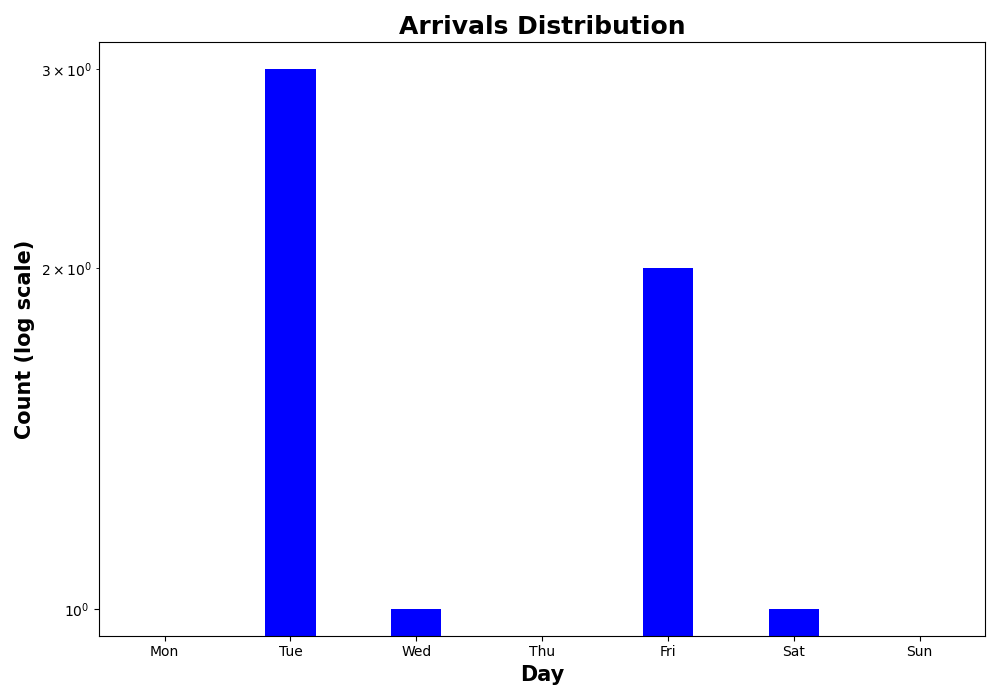 Arrivals Distribution
Count (log scale)
3 × 10⁰
2 × 10⁰
10⁰
Mon Tue Wed Thu Fri Sat Sun
Day